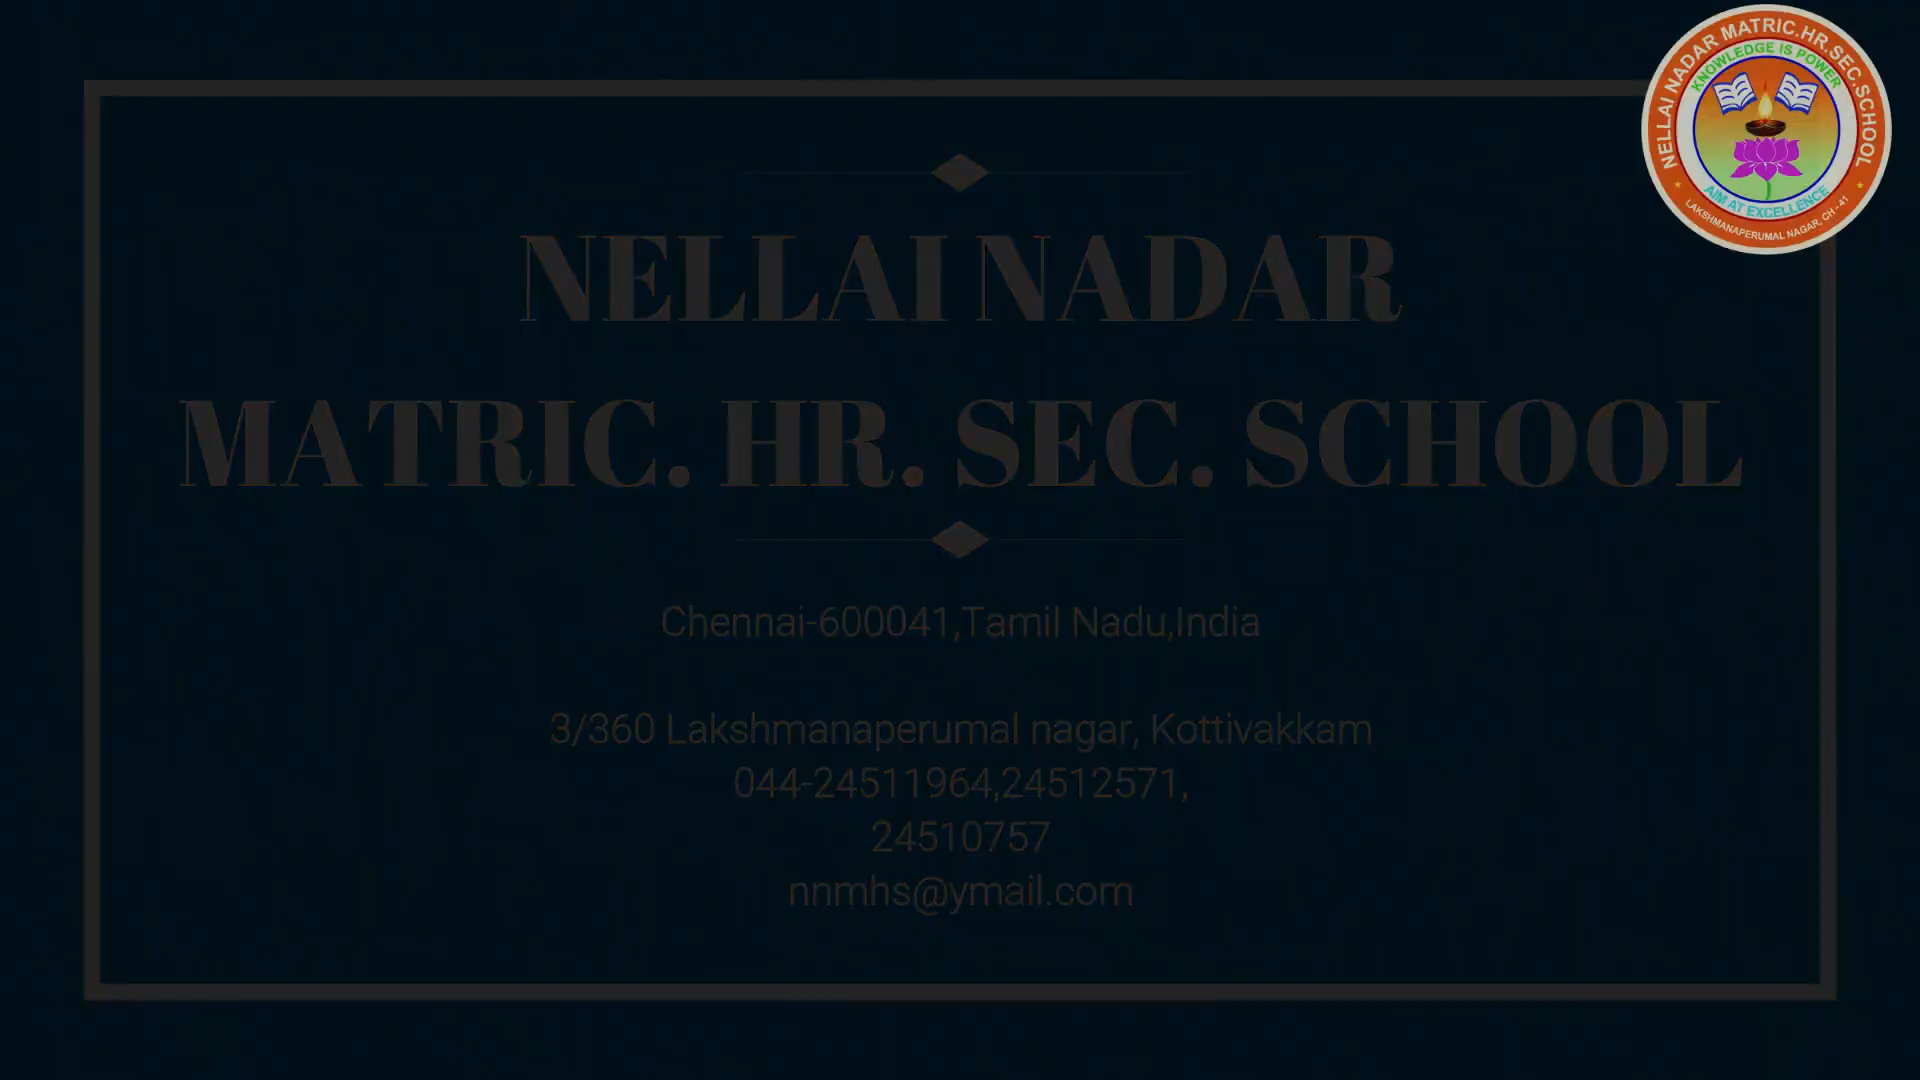 NELLAI NADAR MATRIC.HR.SEC.SCHOOL
KNOWLEDGE IS POWER
AIM AT EXCELLENCE
LAKSHMANAPERUMAL NAGAR, CH - 41
NELLAI NADAR
MATRIC. HR. SEC. SCHOOL
Chennai-600041,Tamil Nadu,India
3/360 Lakshmanaperumal nagar, Kottivakkam
044-24511964,24512571,
24510757
nnmhs@ymail.com